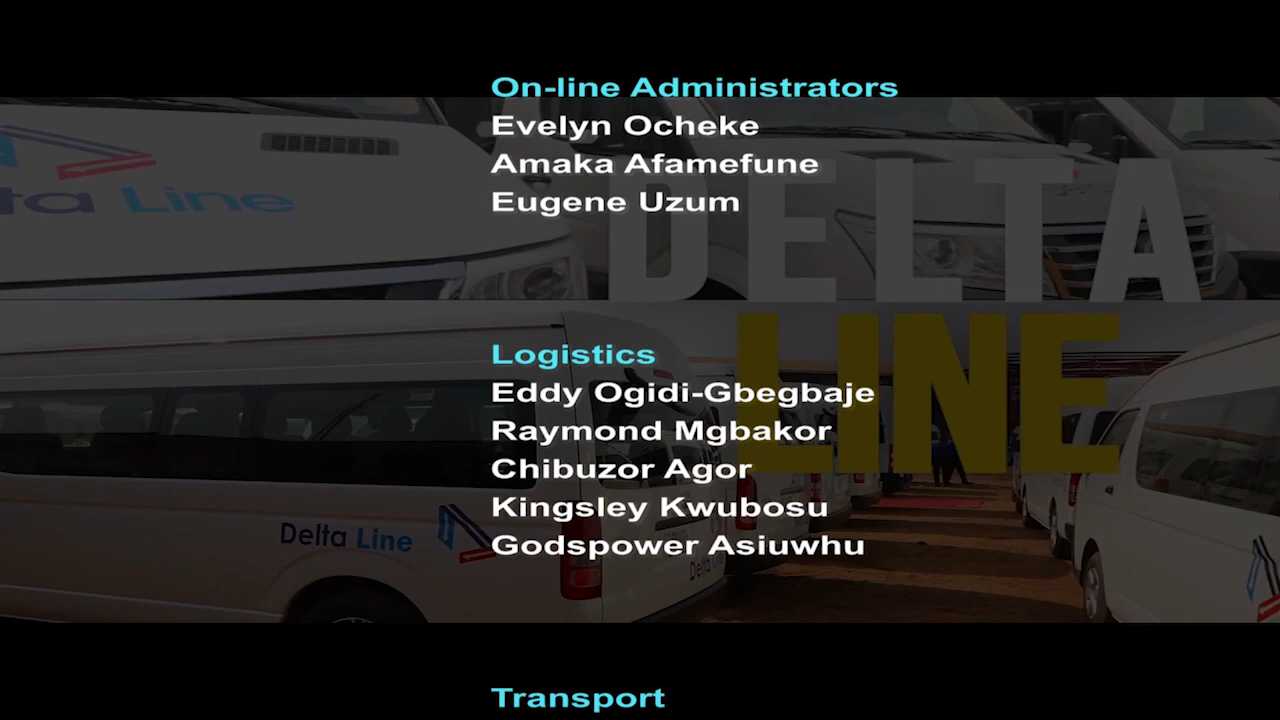 On-line Administrators
Evelyn Ocheke
Amaka Afamefune
Eugene Uzum
ta Line
DELTA
LINE
Logistics
Eddy Ogidi-Gbegbaje
Raymond Mgbakor
Chibuzor Agor
Kingsley Kwubosu
Godspower Asiuwhu
Delta Line
Transport